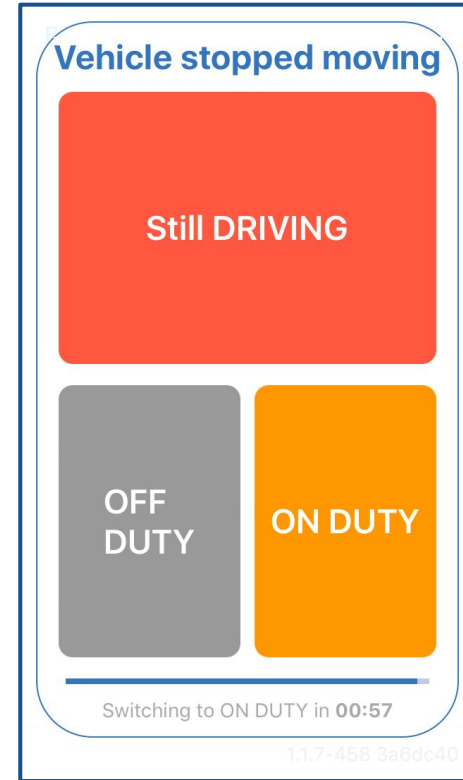 Vehicle stopped moving
Still DRIVING
OFF
DUTY
ON DUTY
Switching to ON DUTY in 00:57
1.1.7-458 3a6dc40